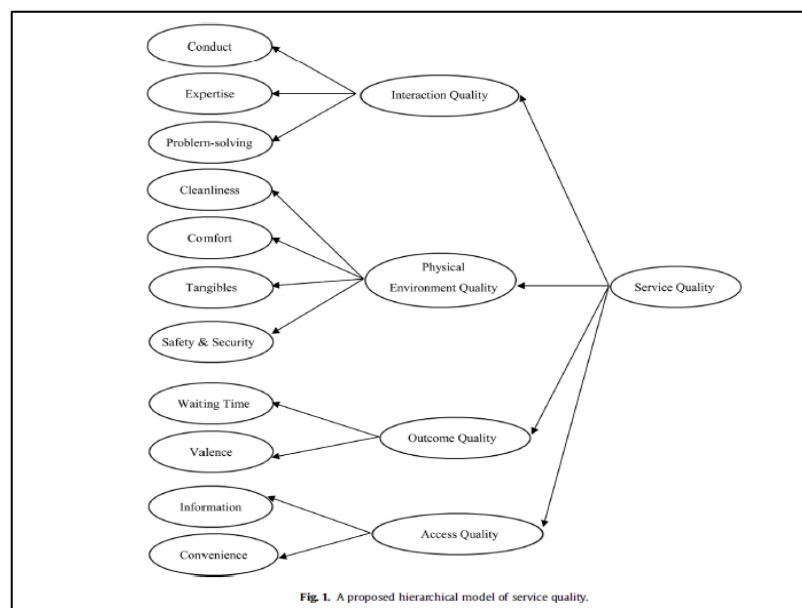 Conduct
Expertise
Interaction Quality
Problem-solving
Cleanliness
Comfort
Physical
Environment Quality
Tangibles
Service Quality
Safety & Security
Waiting Time
Outcome Quality
Valence
Information
Access Quality
Convenience
Fig. 1. A proposed hierarchical model of service quality.